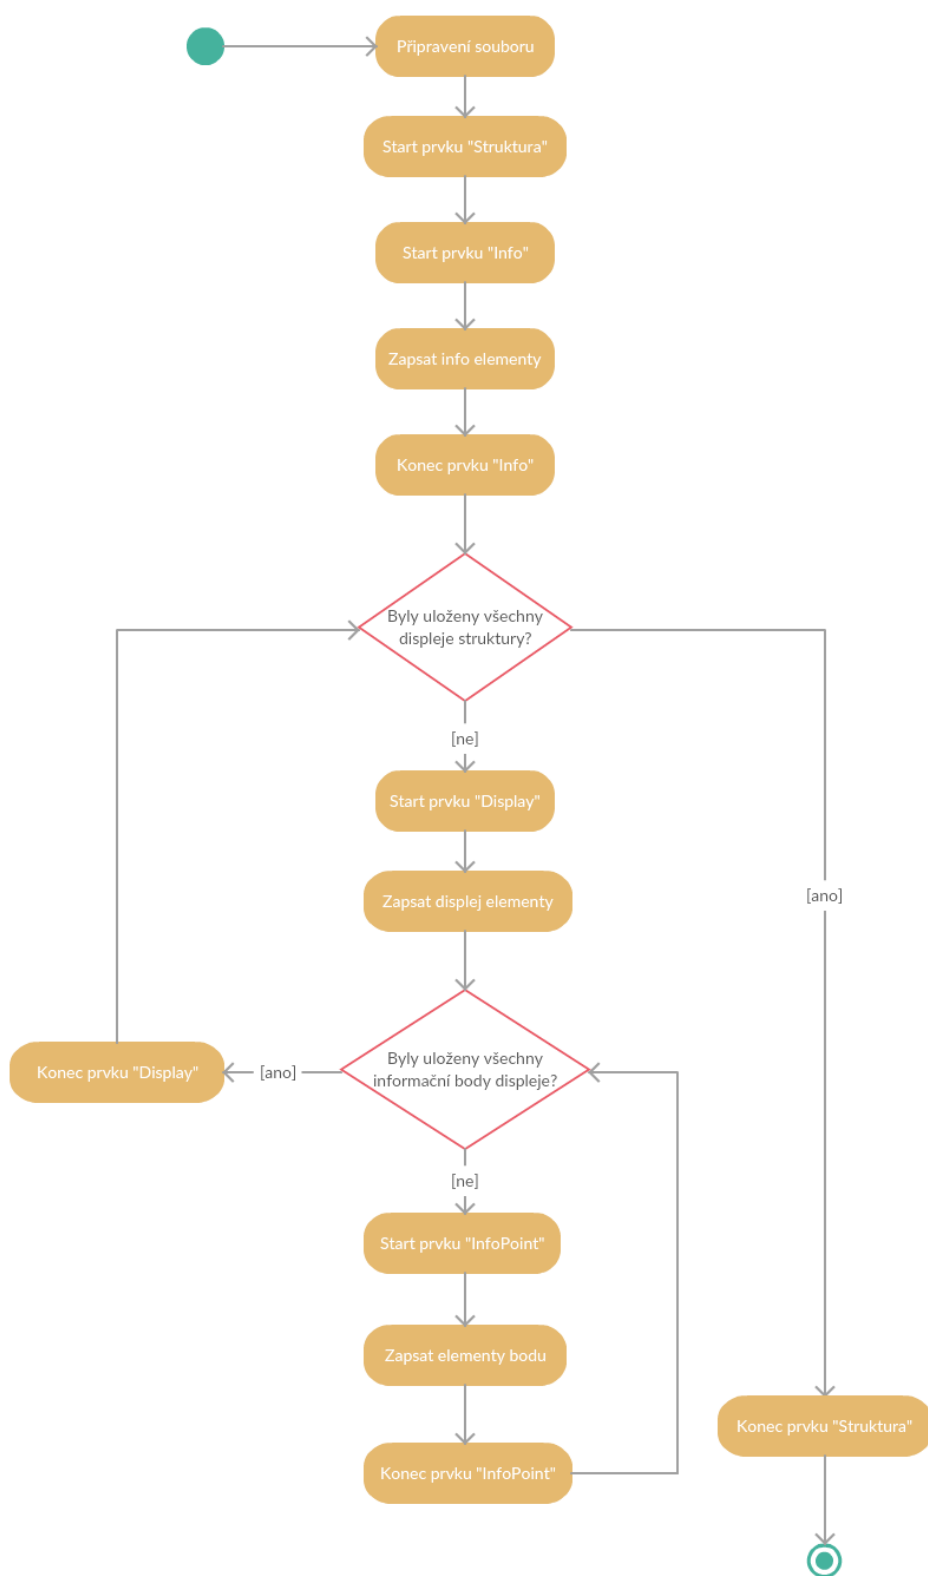 Připravení souboru
Start prvku "Struktura"
Start prvku "Info"
Zapsat info elementy
Konec prvku "Info"
Byly uloženy všechny
displeje struktury?
[ne]
Start prvku "Display"
[ano]
Zapsat displej elementy
Byly uloženy všechny
informační body displeje?
[ano]
Konec prvku "Display"
[ne]
Start prvku "InfoPoint"
Zapsat elementy bodu
Konec prvku "InfoPoint"
Konec prvku "Struktura"